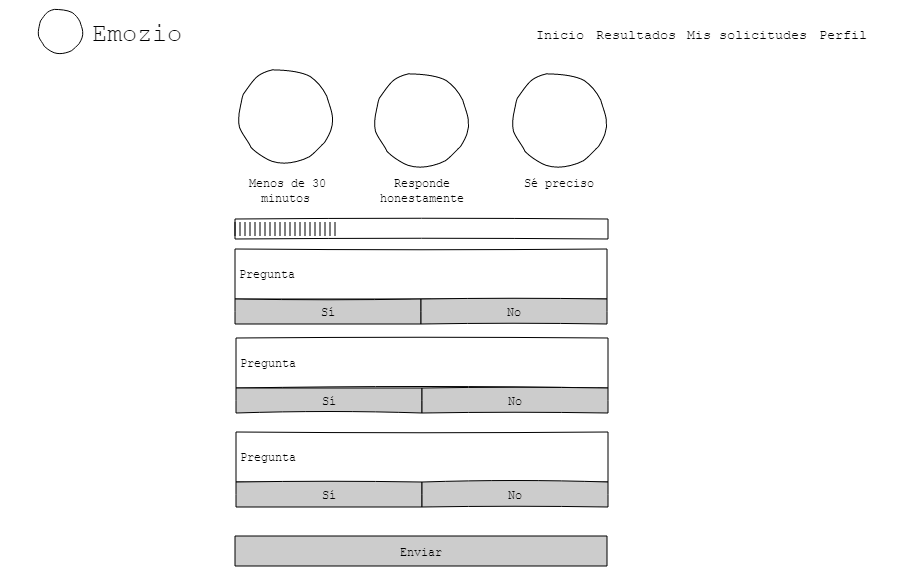 Emozio
Inicio Resultados Mis solicitudes Perfil
Menos de 30
minutos
Responde
honestamente
Sé preciso
Pregunta
Sí No
Pregunta
Sí No
Pregunta
Sí No
Enviar